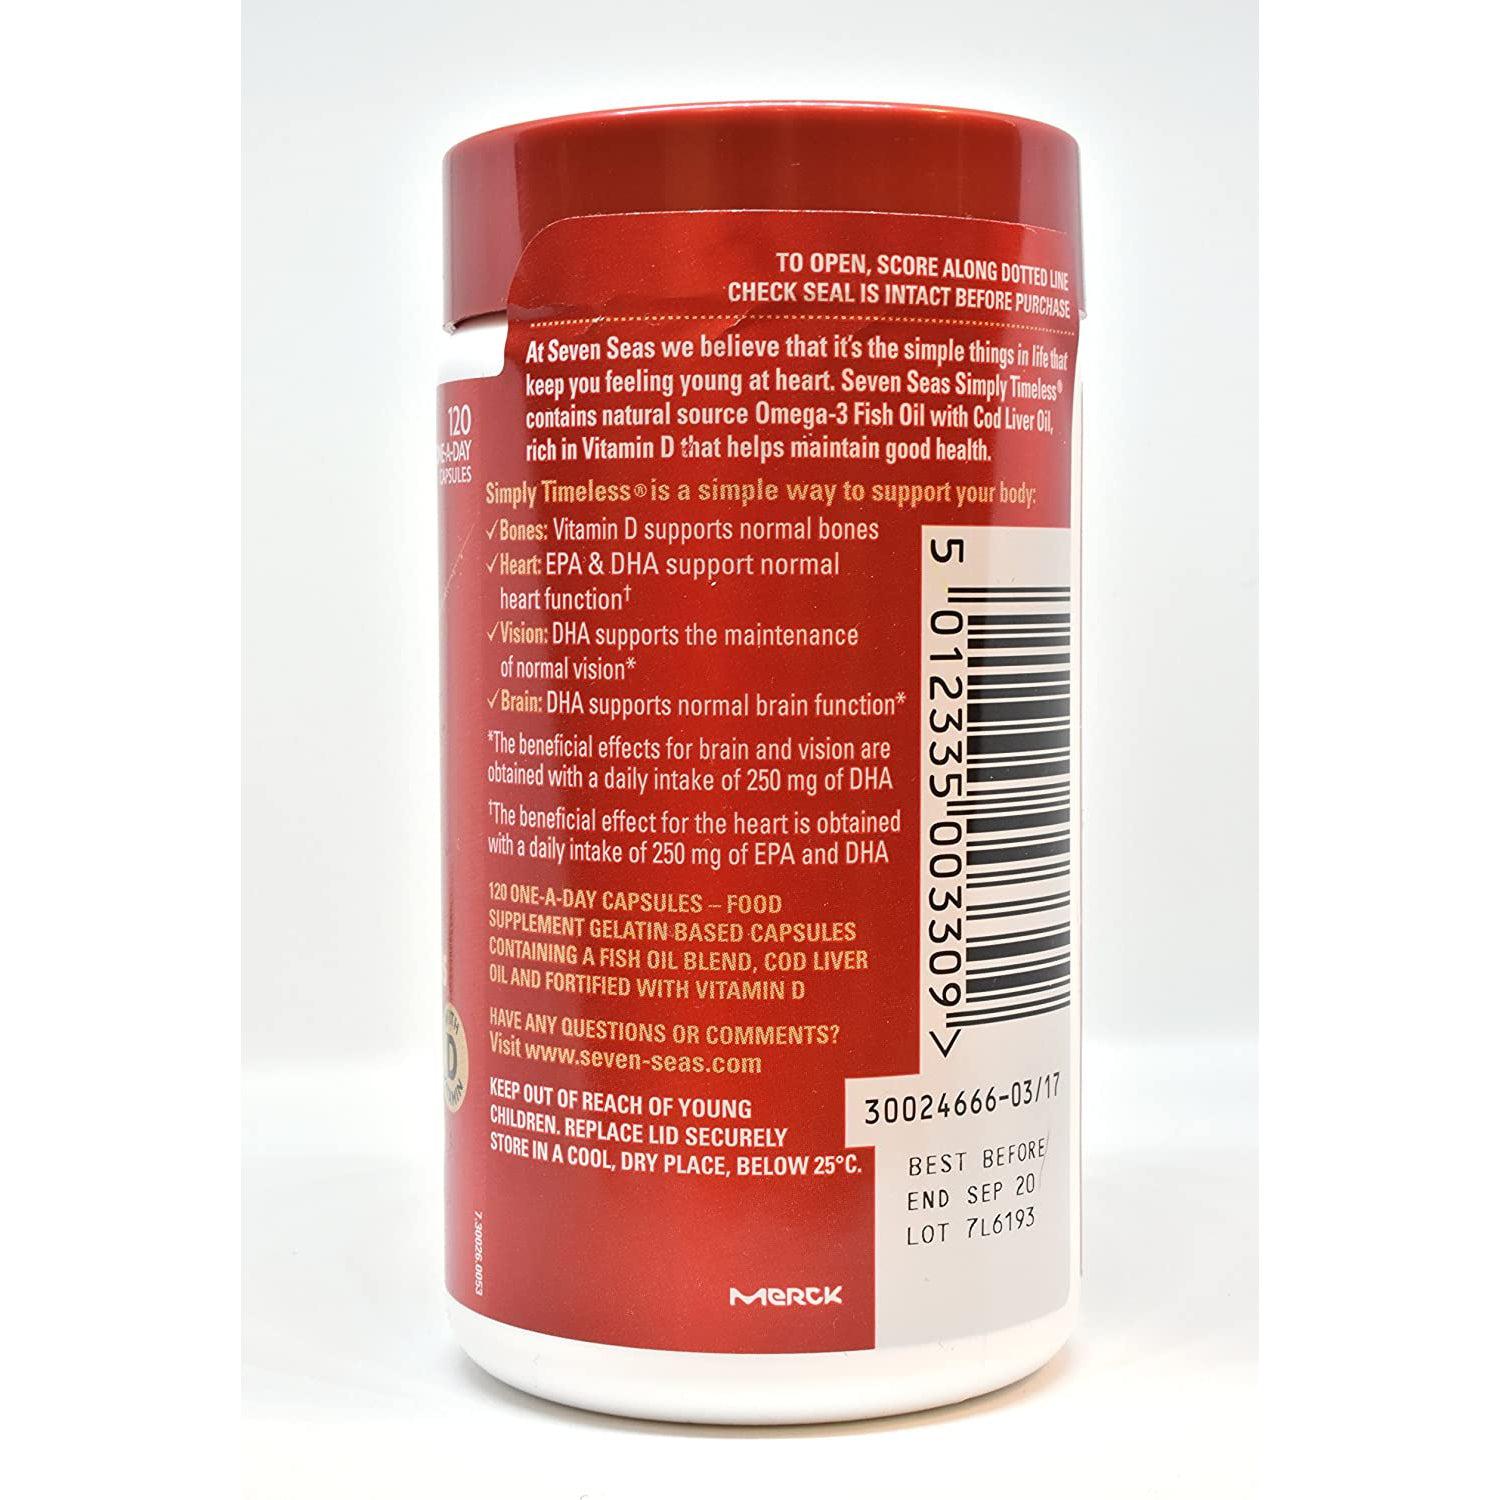 TO OPEN, SCORE ALONG DOTTED LINE
CHECK SEAL IS INTACT BEFORE PURCHASE
At Seven Seas we believe that it's the simple things in life that
keep you feeling young at heart. Seven Seas Simply Timeless®
contains natural source Omega-3 Fish Oil with Cod Liver Oil,
rich in Vitamin D that helps maintain good health.
120
CAPSULES
Simply Timeless® is a simple way to support your body:
✓Bones: Vitamin D supports normal bones
✓Heart: EPA & DHA support normal
heart function†
✓Vision: DHA supports the maintenance
of normal vision*
✓Brain: DHA supports normal brain function*
*The beneficial effects for brain and vision are
obtained with a daily intake of 250 mg of DHA
†The beneficial effect for the heart is obtained
with a daily intake of 250 mg of EPA and DHA
120 ONE-A-DAY CAPSULES – FOOD
SUPPLEMENT GELATIN BASED CAPSULES
CONTAINING A FISH OIL BLEND, COD LIVER
OIL AND FORTIFIED WITH VITAMIN D
HAVE ANY QUESTIONS OR COMMENTS?
Visit www.seven-seas.com
KEEP OUT OF REACH OF YOUNG
CHILDREN. REPLACE LID SECURELY
STORE IN A COOL, DRY PLACE, BELOW 25°C.
5 012335 003309 >
30024666-03/17
BEST BEFORE
END SEP 20
LOT 7L6193
MERCK
7.30026.0053
D